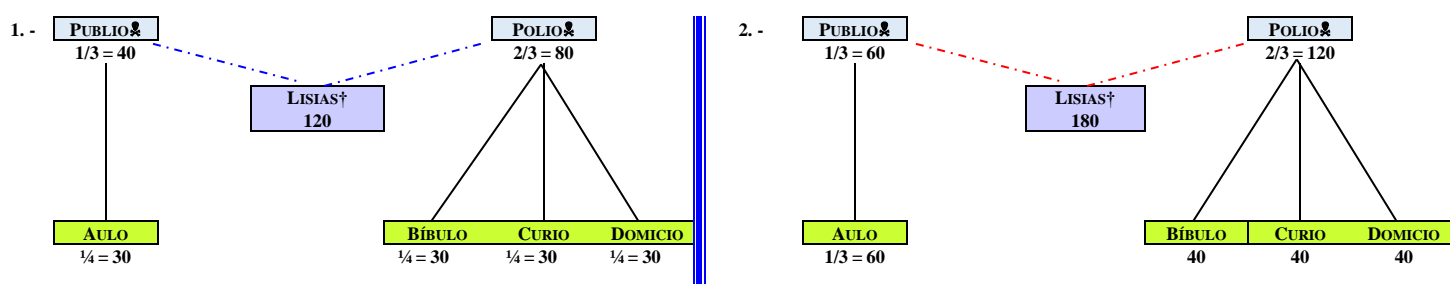 1. - PUBLIO☠ POLIO☠
1/3 = 40 2/3 = 80
LISIAS†
120
AULO BÍBULO CURIO DOMICIO
¼ = 30 ¼ = 30 ¼ = 30 ¼ = 30
2. - PUBLIO☠ POLIO☠
1/3 = 60 2/3 = 120
LISIAS†
180
AULO BÍBULO CURIO DOMICIO
1/3 = 60 40 40 40